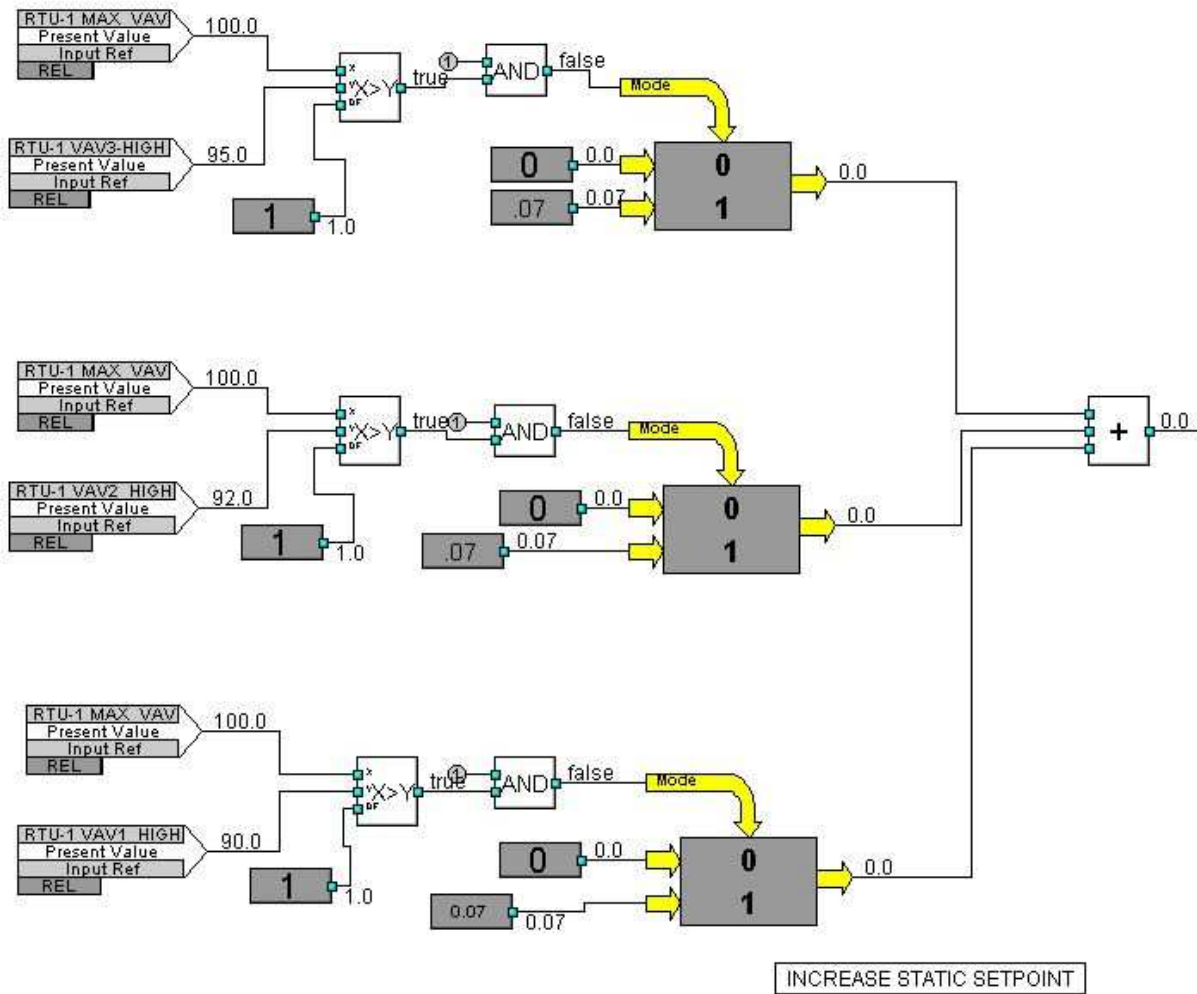 RTU-1 MAX VAV
Present Value
Input Ref
REL
100.0
X
Y
DF
X>Y
true
1
AND
false
Mode
RTU-1 VAV3-HIGH
Present Value
Input Ref
REL
95.0
1
1.0
0
0.0
.07
0.07
0
1
0.0
RTU-1 MAX VAV
Present Value
Input Ref
REL
100.0
X
Y
DF
X>Y
true
1
AND
false
Mode
RTU-1 VAV2 HIGH
Present Value
Input Ref
REL
92.0
1
1.0
0
0.0
.07
0.07
0
1
0.0
+
0.0
RTU-1 MAX VAV
Present Value
Input Ref
REL
100.0
X
Y
DF
X>Y
true
1
AND
false
Mode
RTU-1 VAV1 HIGH
Present Value
Input Ref
REL
90.0
1
1.0
0
0.0
0.07
0.07
0
1
0.0
INCREASE STATIC SETPOINT